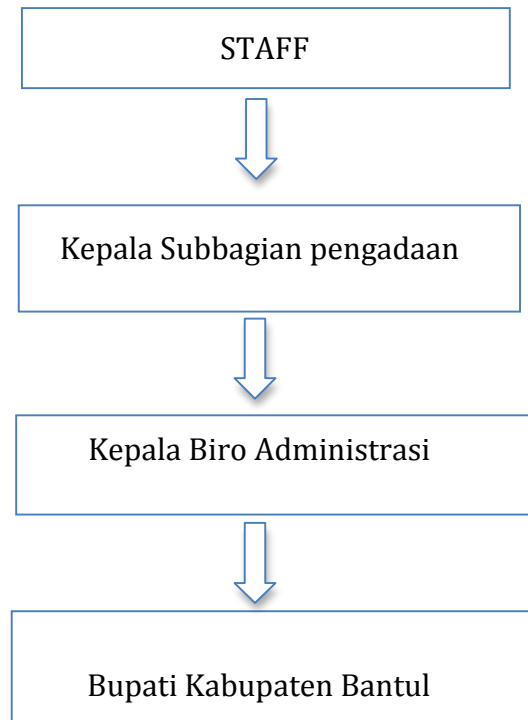 STAFF
Kepala Subbagian pengadaan
Kepala Biro Administrasi
Bupati Kabupaten Bantul